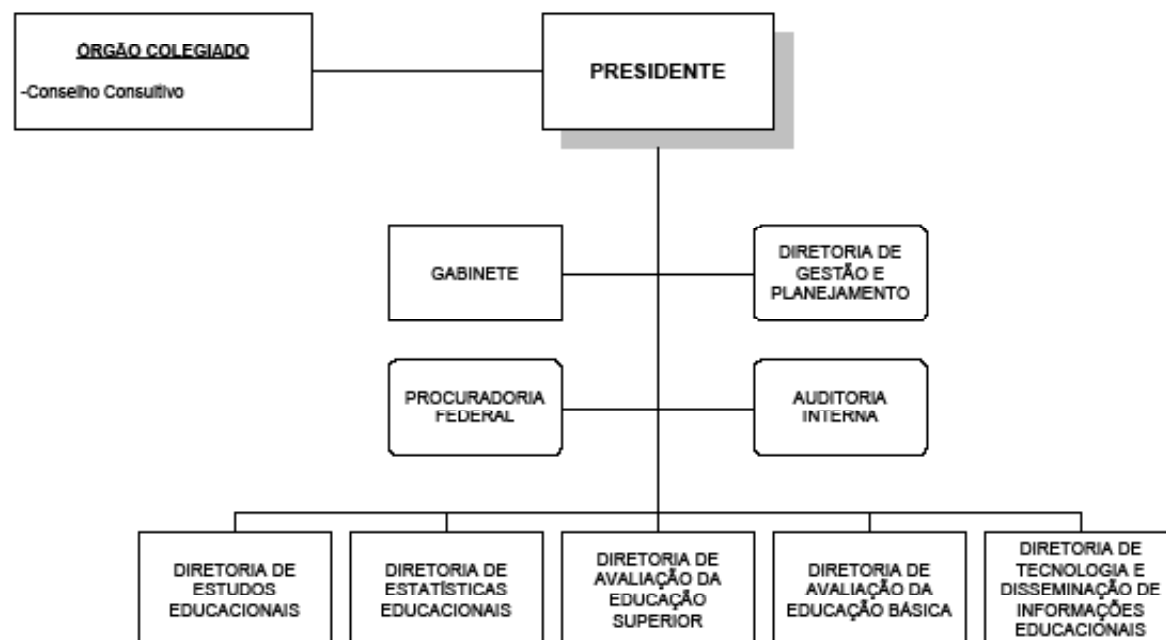 ÓRGÃO COLEGIADO
-Conselho Consultivo
PRESIDENTE
GABINETE
DIRETORIA DE
GESTÃO E
PLANEJAMENTO
PROCURADORIA
FEDERAL
AUDITORIA
INTERNA
DIRETORIA DE
ESTUDOS
EDUCACIONAIS
DIRETORIA DE
ESTATÍSTICAS
EDUCACIONAIS
DIRETORIA DE
AVALIAÇÃO DA
EDUCAÇÃO
SUPERIOR
DIRETORIA DE
AVALIAÇÃO DA
EDUCAÇÃO BÁSICA
DIRETORIA DE
TECNOLOGIA E
DISSEMINAÇÃO DE
INFORMAÇÕES
EDUCACIONAIS